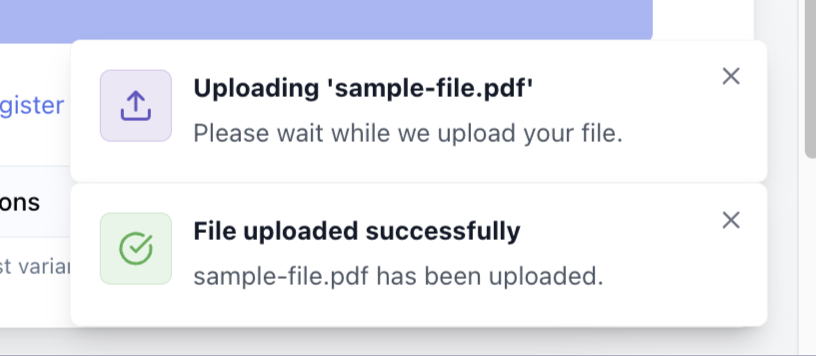 Uploading 'sample-file.pdf'
Please wait while we upload your file.
gister
ons
File uploaded successfully
st varian
sample-file.pdf has been uploaded.